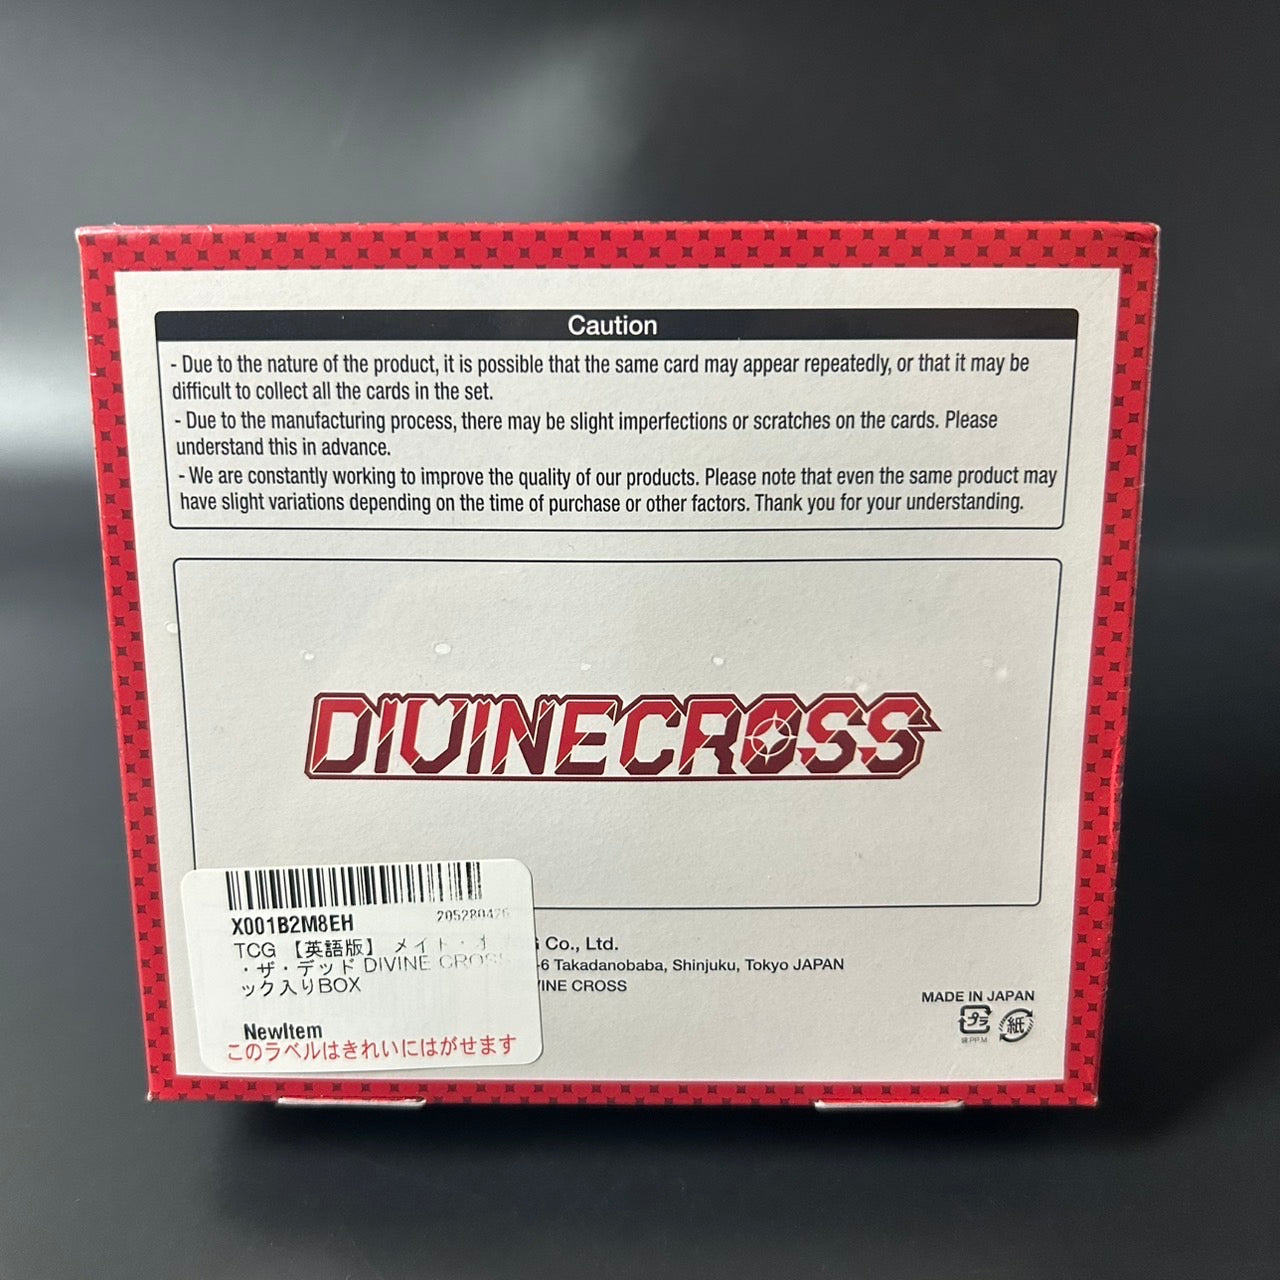 Caution
- Due to the nature of the product, it is possible that the same card may appear repeatedly, or that it may be
difficult to collect all the cards in the set.
- Due to the manufacturing process, there may be slight imperfections or scratches on the cards. Please
understand this in advance.
- We are constantly working to improve the quality of our products. Please note that even the same product may
have slight variations depending on the time of purchase or other factors. Thank you for your understanding.
DIVINECROSS
X001B2M8EH
TCG 【英語版】 メイト・オ
・ザ・デッド DIVINE CROSS
ック入りBOX
NewItem
このラベルはきれいにはがせます
Co., Ltd.
-6 Takadanobaba, Shinjuku, Tokyo JAPAN
VINE CROSS
MADE IN JAPAN
プラ
紙